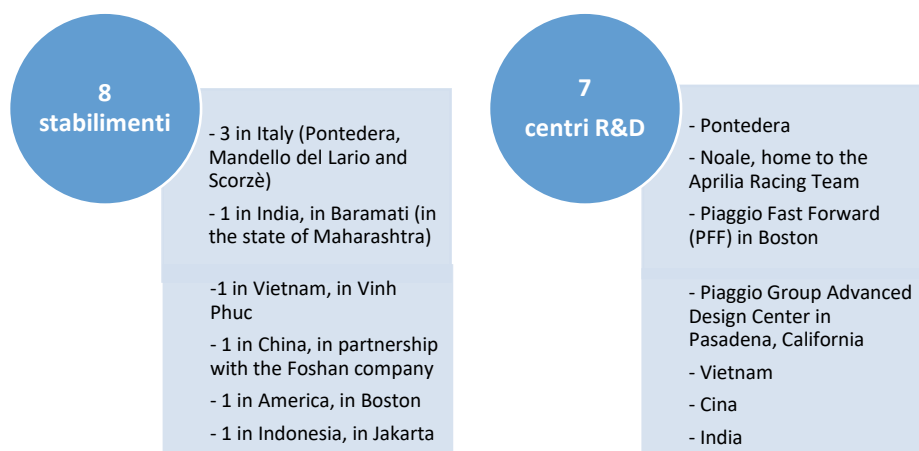 8
stabilimenti
- 3 in Italy (Pontedera,
Mandello del Lario and
Scorzè)
- 1 in India, in Baramati (in
the state of Maharashtra)
-1 in Vietnam, in Vinh
Phuc
- 1 in China, in partnership
with the Foshan company
- 1 in America, in Boston
- 1 in Indonesia, in Jakarta
7
centri R&D
- Pontedera
- Noale, home to the
Aprilia Racing Team
- Piaggio Fast Forward
(PFF) in Boston
- Piaggio Group Advanced
Design Center in
Pasadena, California
- Vietnam
- Cina
- India